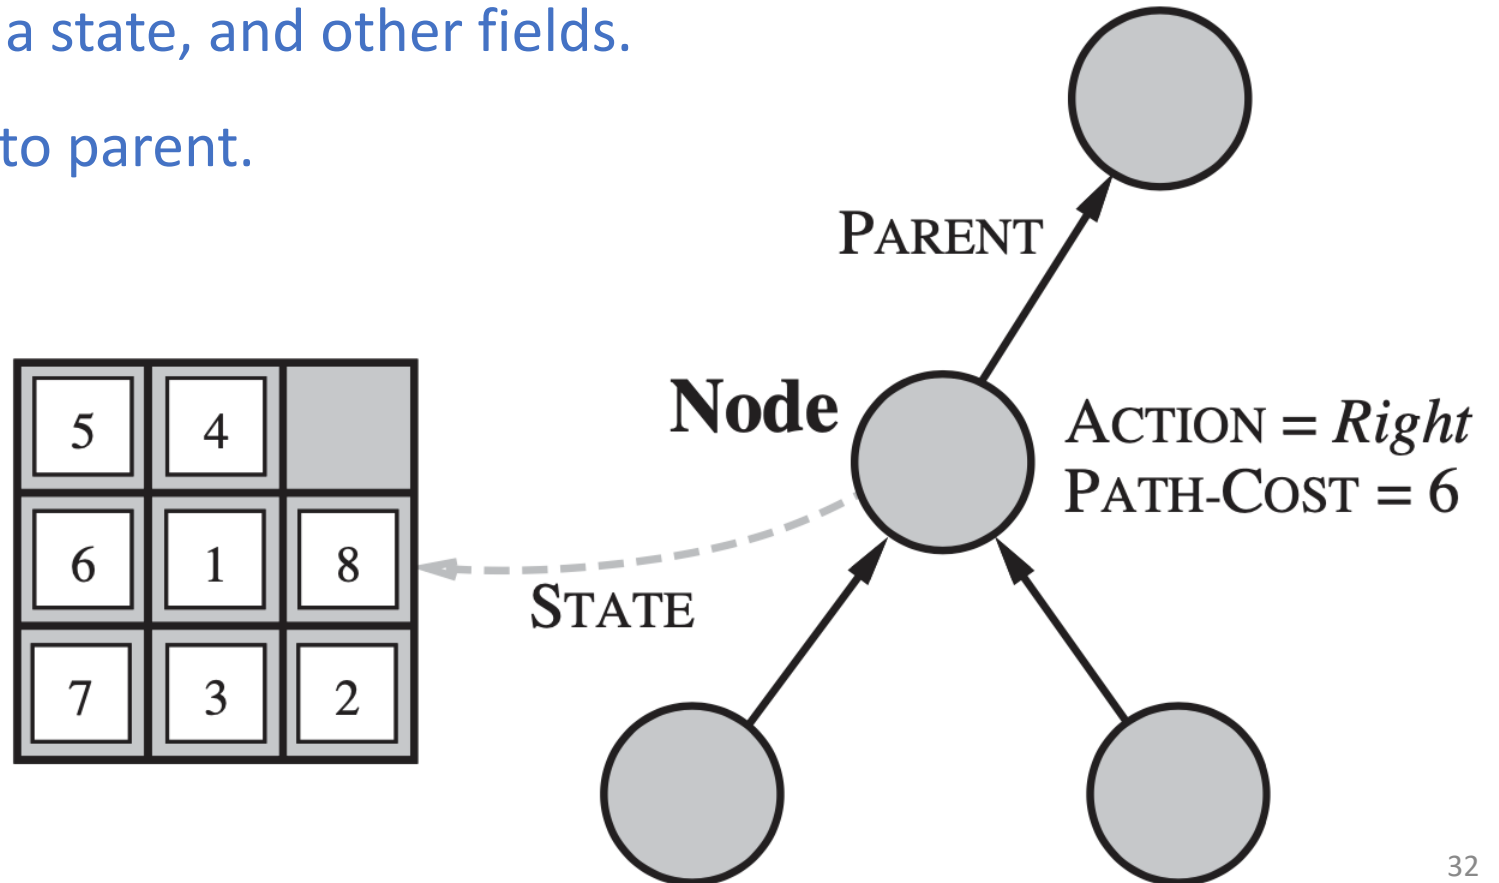 a state, and other fields.
to parent.
PARENT
Node
ACTION = Right
PATH-COST = 6
5 4
6 1 8
STATE
7 3 2
32